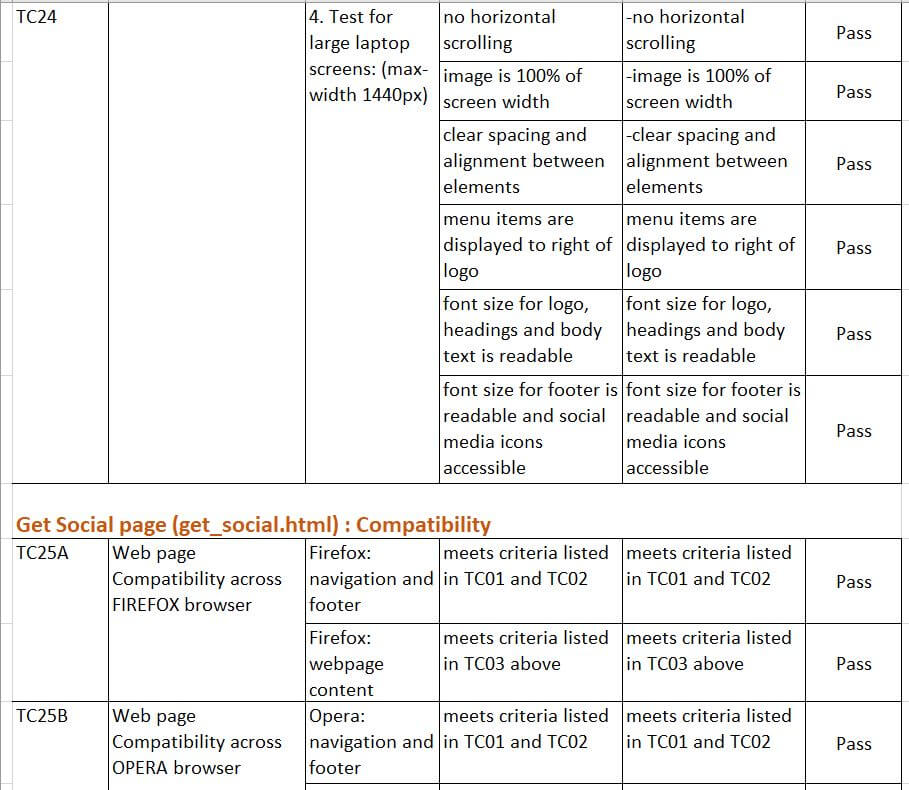 TC24
4. Test for
large laptop
screens: (max-
width 1440px)
no horizontal
scrolling
-no horizontal
scrolling
Pass
image is 100% of
screen width
-image is 100% of
screen width
Pass
clear spacing and
alignment between
elements
-clear spacing and
alignment between
elements
Pass
menu items are
displayed to right of
logo
menu items are
displayed to right of
logo
Pass
font size for logo,
headings and body
text is readable
font size for logo,
headings and body
text is readable
Pass
font size for footer is
readable and social
media icons
accessible
font size for footer is
readable and social
media icons
accessible
Pass
Get Social page (get_social.html) : Compatibility
TC25A
Web page
Compatibility across
FIREFOX browser
Firefox:
navigation and
footer
meets criteria listed
in TC01 and TC02
meets criteria listed
in TC01 and TC02
Pass
Firefox:
webpage
content
meets criteria listed
in TC03 above
meets criteria listed
in TC03 above
Pass
TC25B
Web page
Compatibility across
OPERA browser
Opera:
navigation and
footer
meets criteria listed
in TC01 and TC02
meets criteria listed
in TC01 and TC02
Pass